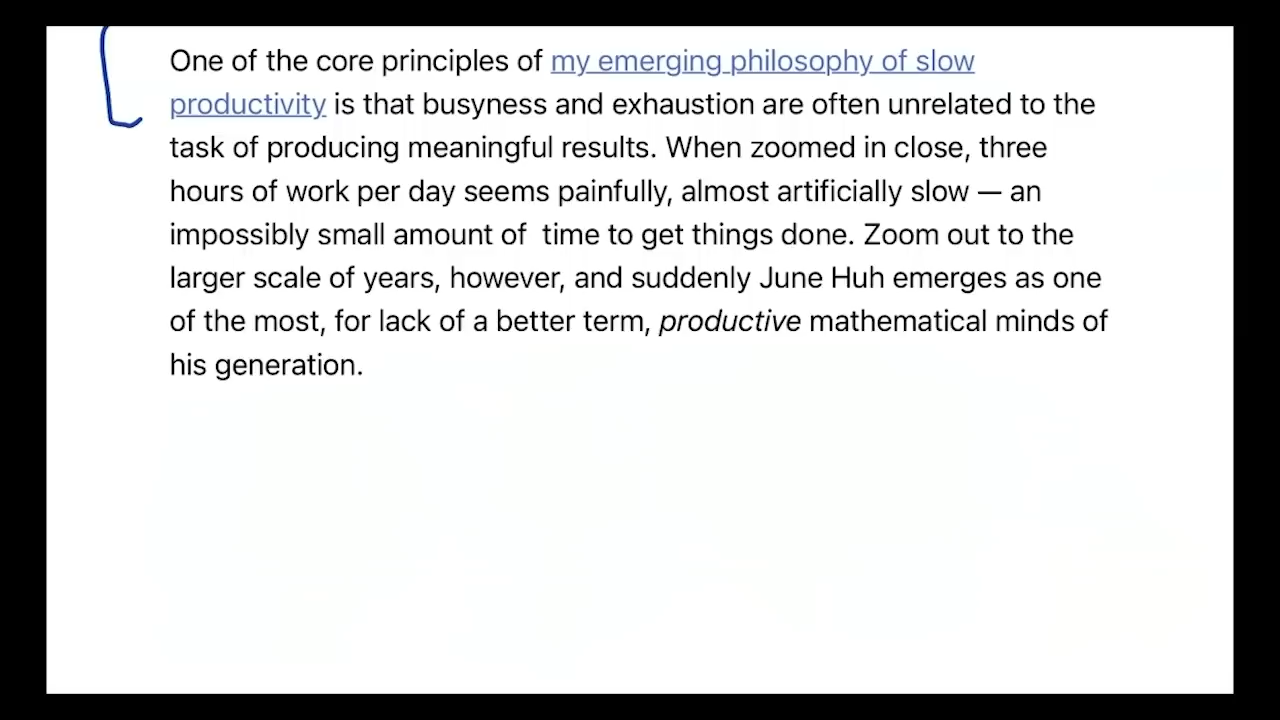 One of the core principles of my emerging philosophy of slow
productivity is that busyness and exhaustion are often unrelated to the
task of producing meaningful results. When zoomed in close, three
hours of work per day seems painfully, almost artificially slow — an
impossibly small amount of  time to get things done. Zoom out to the
larger scale of years, however, and suddenly June Huh emerges as one
of the most, for lack of a better term, productive mathematical minds of
his generation.